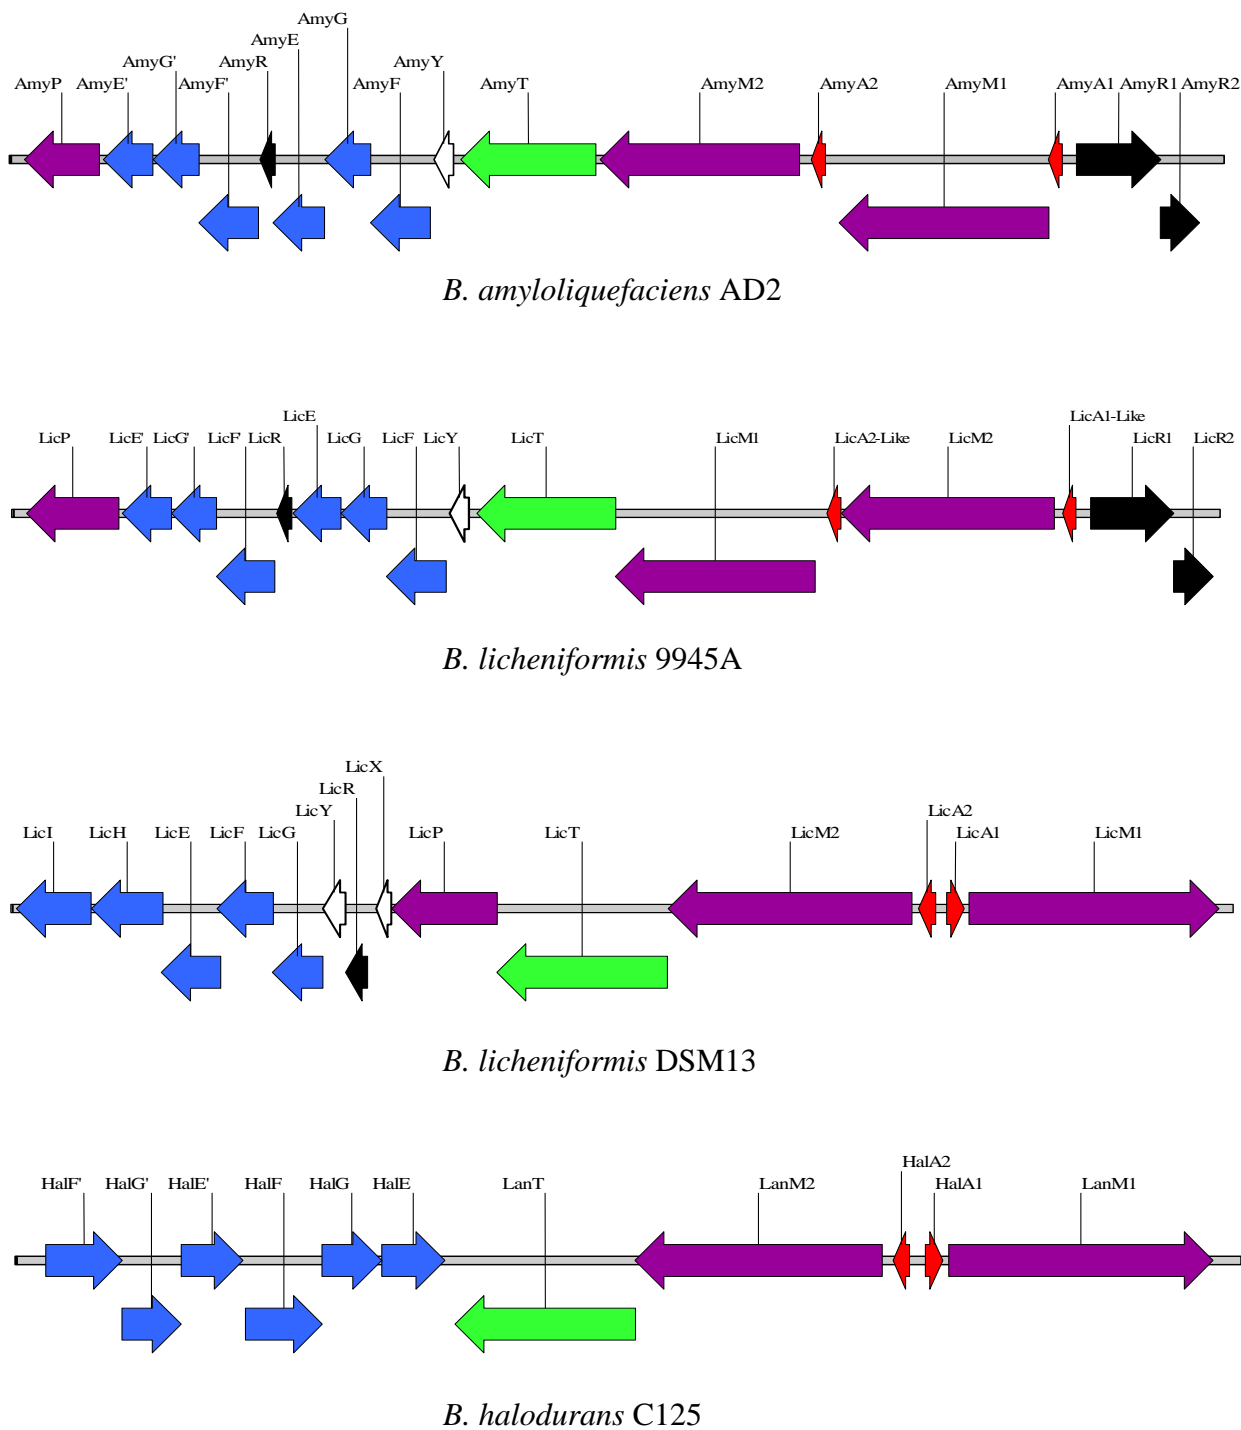 AmyG
AmyE
AmyG' AmyR AmyY
AmyP AmyE' AmyF' AmyF AmyT AmyM2 AmyA2 AmyM1 AmyA1 AmyR1 AmyR2
B. amyloliquefaciens AD2
LicE LicA1-Like
LicP LicE' LicG' LicF' LicR LicG LicF LicY LicT LicM1 LicA2-Like LicM2 LicR1 LicR2
B. licheniformis 9945A
LicX
LicR
LicY LicA2
LicI LicH LicE LicF LicG LicP LicT LicM2 LicA1 LicM1
B. licheniformis DSM13
HalA2
HalF' HalG' HalE' HalF HalG HalE LanT LanM2 HalA1 LanM1
B. halodurans C125